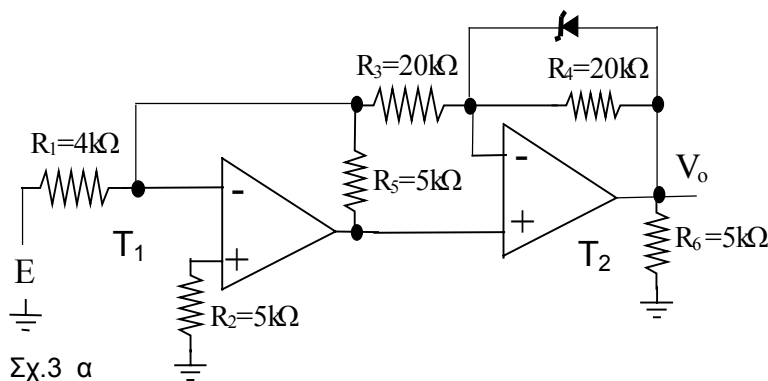 R₃=20kΩ
R₄=20kΩ
R₁=4kΩ
-
R₅=5kΩ
-
Vₒ
T₁
+
+
T₂
R₆=5kΩ
E
R₂=5kΩ
Σχ.3 α